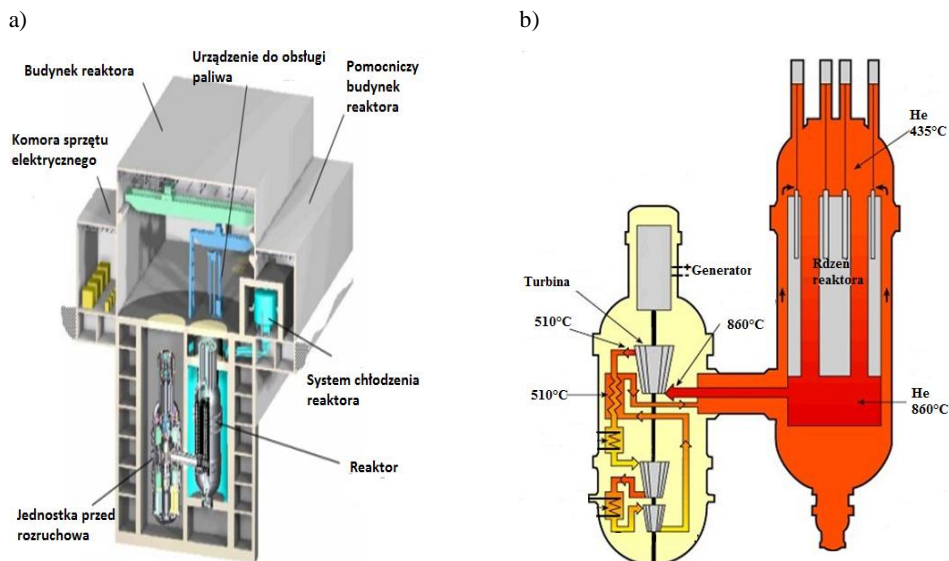 a)
Budynek reaktora
Urządzenie do obsługi
paliwa
Pomocniczy
budynek
reaktora
Komora sprzętu
elektrycznego
System chłodzenia
reaktora
Reaktor
Jednostka przed
rozruchowa
b)
He
435°C
Generator
Turbina
510°C
860°C
510°C
Rdzeń
reaktora
He
860°C